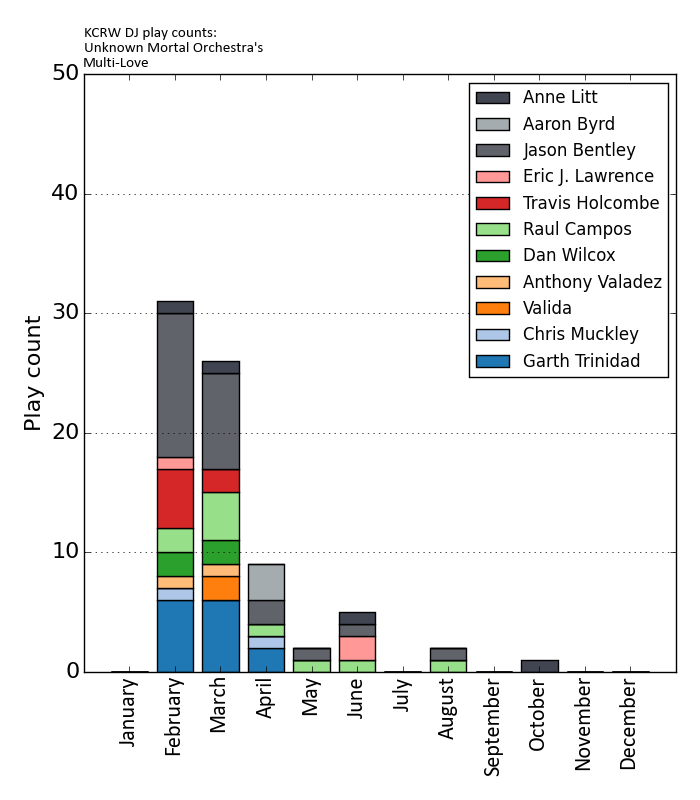 KCRW DJ play counts:
Unknown Mortal Orchestra's
Multi-Love
50
40
30
20
10
0
Play count
Anne Litt
Aaron Byrd
Jason Bentley
Eric J. Lawrence
Travis Holcombe
Raul Campos
Dan Wilcox
Anthony Valadez
Valida
Chris Muckley
Garth Trinidad
January
February
March
April
May
June
July
August
September
October
November
December